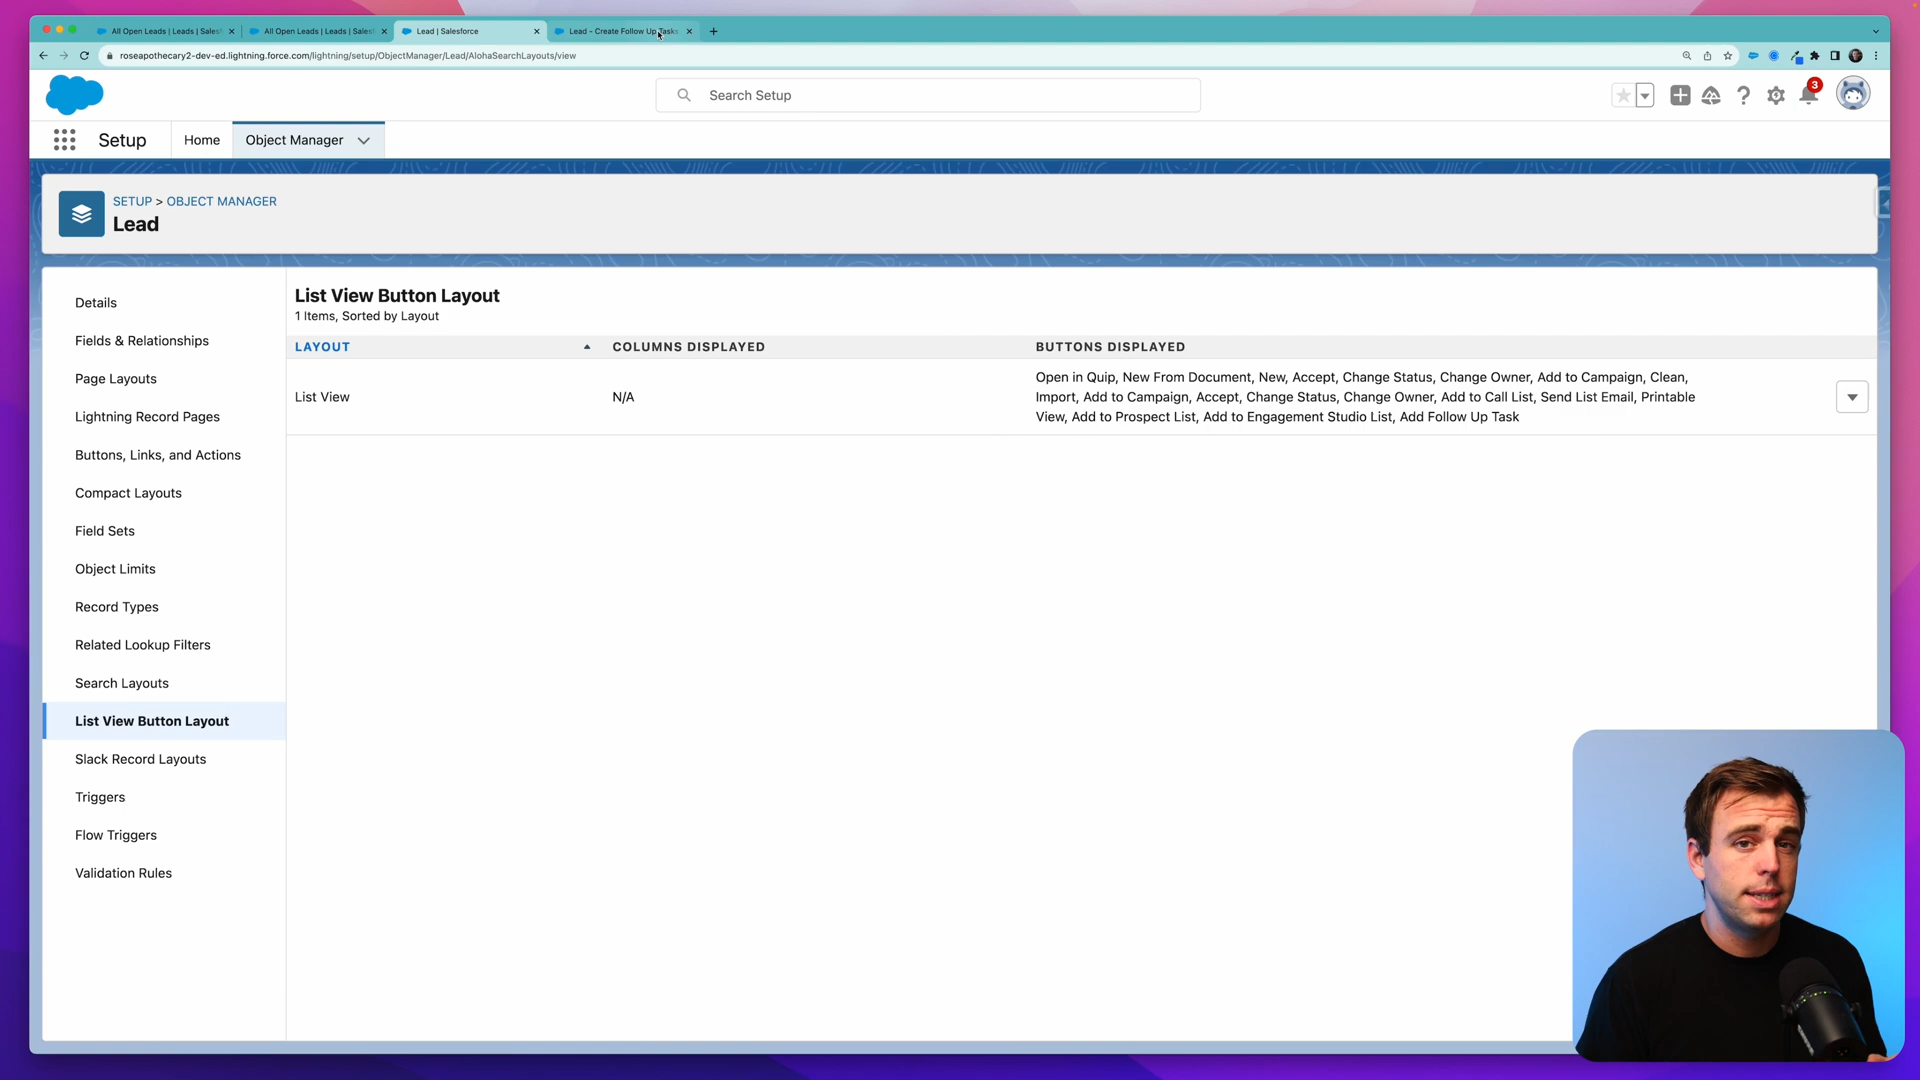 All Open Leads | Leads | Sales
All Open Leads | Leads | Sales
Lead | Salesforce
Lead - Create Follow Up Tasks
roseapothecary2-dev-ed.lightning.force.com/lightning/setup/ObjectManager/Lead/AlohaSearchLayouts/view
Search Setup
3
Setup
Home
Object Manager
SETUP > OBJECT MANAGER
Lead
Details
Fields & Relationships
Page Layouts
Lightning Record Pages
Buttons, Links, and Actions
Compact Layouts
Field Sets
Object Limits
Record Types
Related Lookup Filters
Search Layouts
List View Button Layout
Slack Record Layouts
Triggers
Flow Triggers
Validation Rules
List View Button Layout
1 Items, Sorted by Layout
LAYOUT
COLUMNS DISPLAYED
BUTTONS DISPLAYED
List View
N/A
Open in Quip, New From Document, New, Accept, Change Status, Change Owner, Add to Campaign, Clean,
Import, Add to Campaign, Accept, Change Status, Change Owner, Add to Call List, Send List Email, Printable
View, Add to Prospect List, Add to Engagement Studio List, Add Follow Up Task